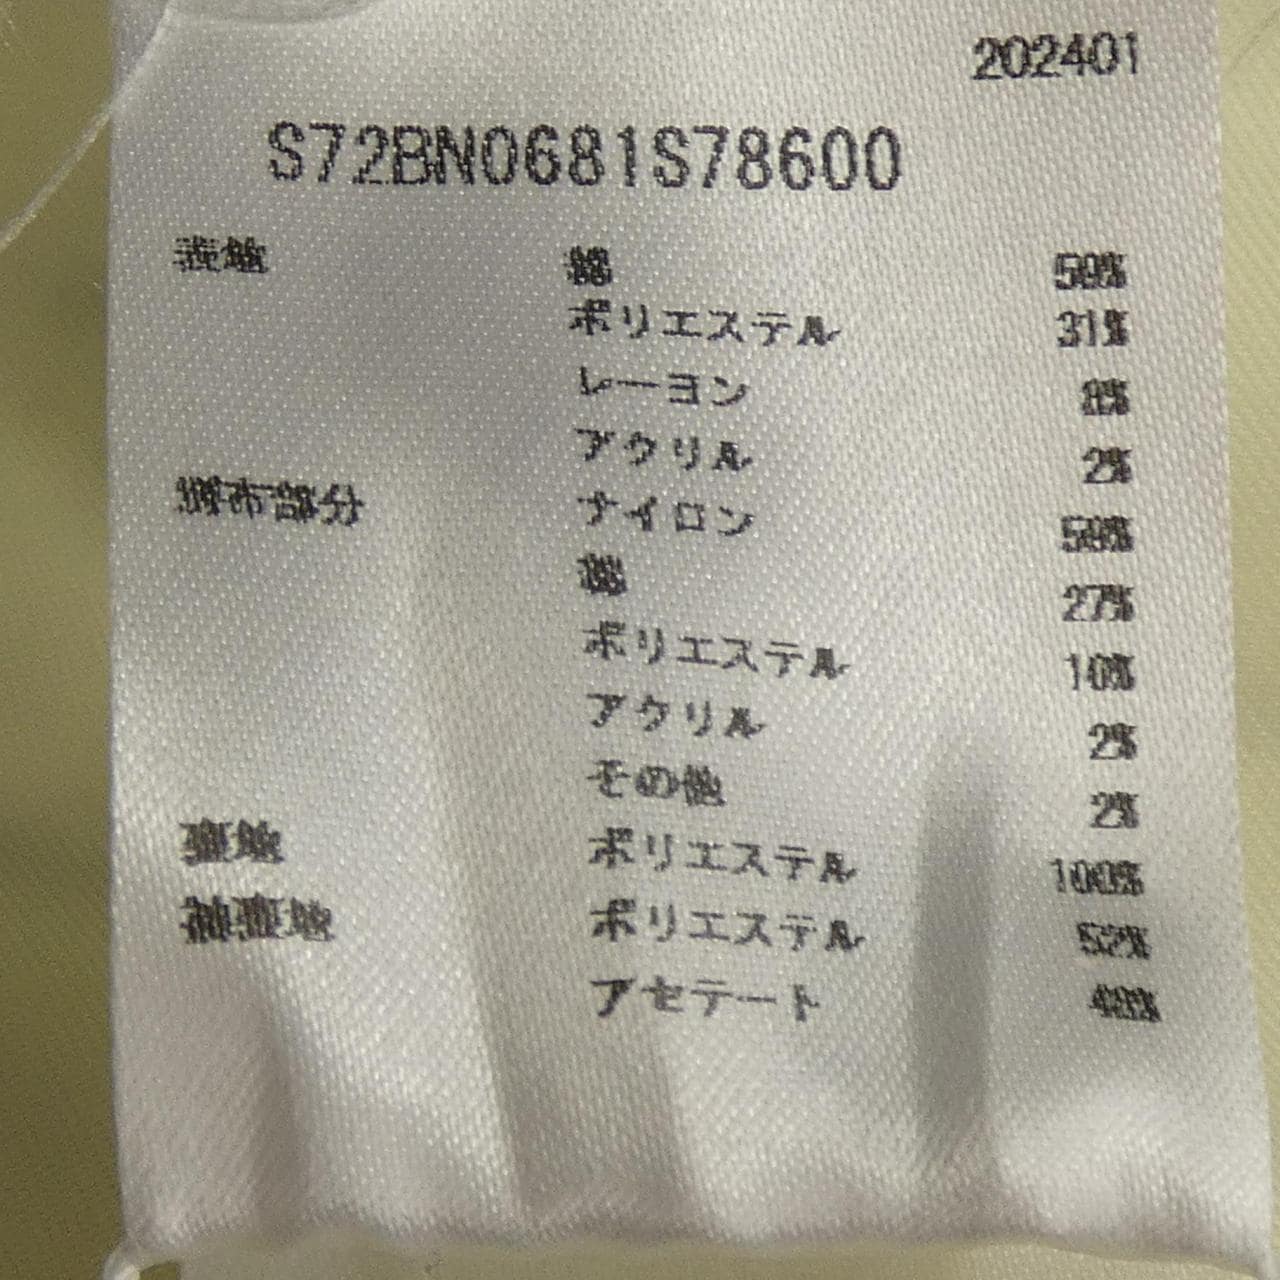 202401
S72BN0681S78600
表地 綿 59%
ポリエステル 31%
レーヨン 8%
アクリル 2%
別布部分 ナイロン 59%
綿 27%
ポリエステル 10%
アクリル 2%
その他 2%
裏地 ポリエステル 100%
袖裏地 ポリエステル 52%
アセテート 48%